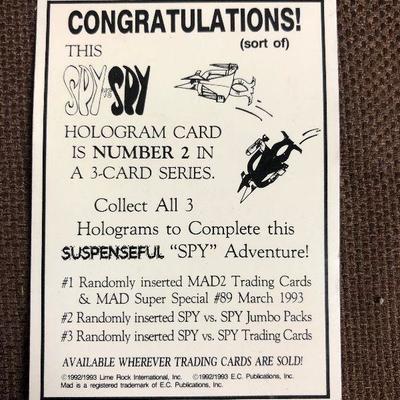 CONGRATULATIONS!
(sort of)
THIS
SPY vs SPY
HOLOGRAM CARD
IS NUMBER 2 IN
A 3-CARD SERIES.
Collect All 3
Holograms to Complete this
SUSPENSEFUL "SPY" Adventure!
#1 Randomly inserted MAD2 Trading Cards
& MAD Super Special #89 March 1993
#2 Randomly inserted SPY vs. SPY Jumbo Packs
#3 Randomly inserted SPY vs. SPY Trading Cards
AVAILABLE WHEREVER TRADING CARDS ARE SOLD!
©1992/1993 Lime Rock International, Inc. ©1992/1993 E.C. Publications, Inc.
Mad is a registered trademark of E.C. Publications, Inc.